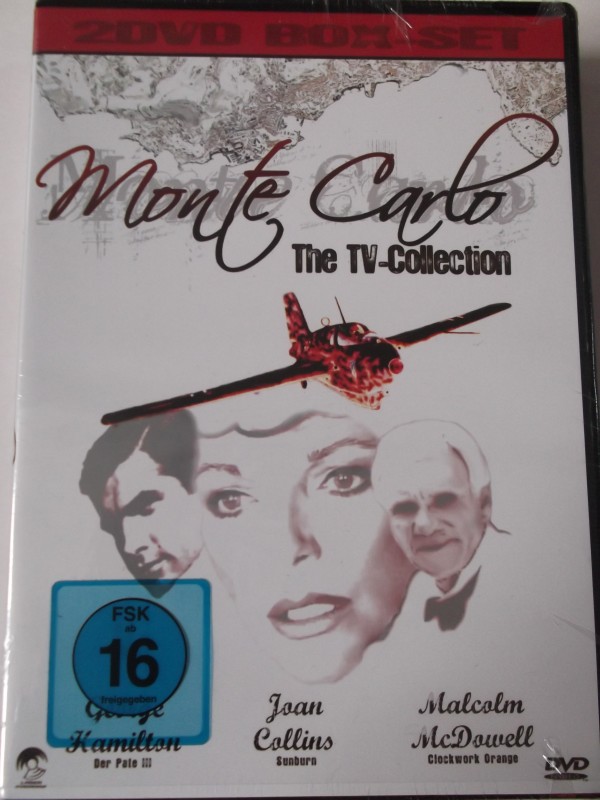 2DVD BOX-SET
Monte Carlo
The TV-Collection
FSK
ab
16
freigegeben
George
Hamilton
Der Pate III
Joan
Collins
Sunburn
Malcolm
McDowell
Clockwork Orange
DVD